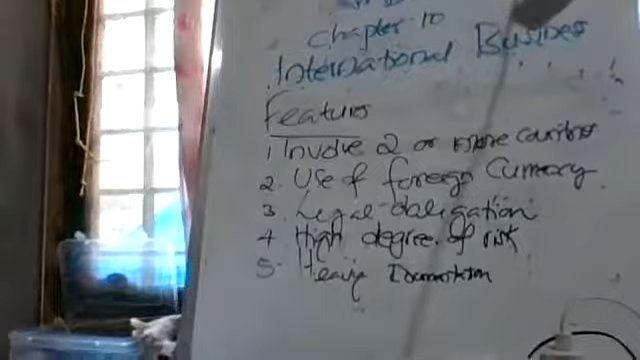 Chapter 10
International Business
Features
1 Involve 2 or more countries
2. Use of foreign Currency.
3. Legal obligation
4 High degree of risk
5. Heavy